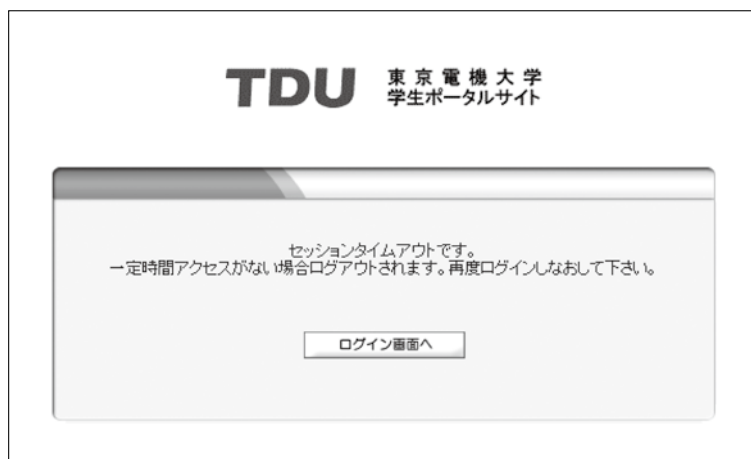 TDU
東京電機大学
学生ポータルサイト
セッションタイムアウトです。
一定時間アクセスがない場合ログアウトされます。再度ログインしなおして下さい。
ログイン画面へ